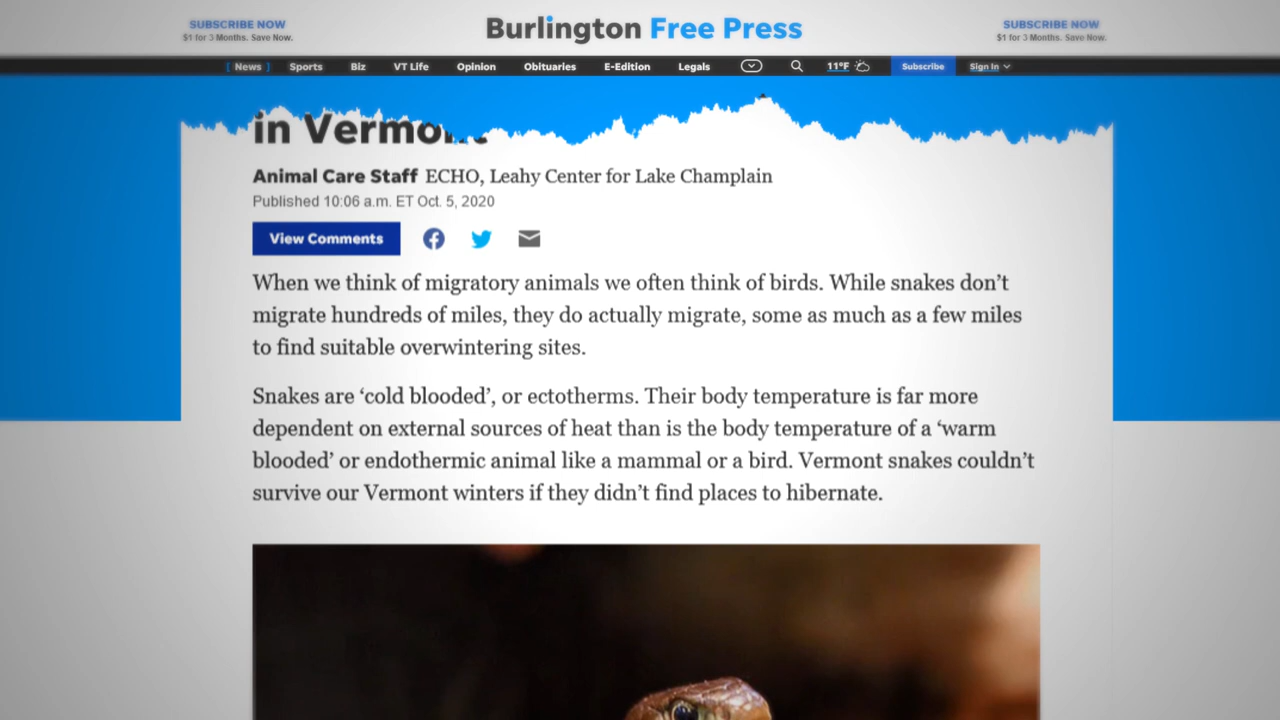 SUBSCRIBE NOW
$1 for 3 Months. Save Now.
Burlington Free Press
SUBSCRIBE NOW
$1 for 3 Months. Save Now.
News Sports Biz VT Life Opinion Obituaries E-Edition Legals 11°F Subscribe Sign In
in Vermont
Animal Care Staff ECHO, Leahy Center for Lake Champlain
Published 10:06 a.m. ET Oct. 5, 2020
View Comments
When we think of migratory animals we often think of birds. While snakes don’t
migrate hundreds of miles, they do actually migrate, some as much as a few miles
to find suitable overwintering sites.
Snakes are ‘cold blooded’, or ectotherms. Their body temperature is far more
dependent on external sources of heat than is the body temperature of a ‘warm
blooded’ or endothermic animal like a mammal or a bird. Vermont snakes couldn’t
survive our Vermont winters if they didn’t find places to hibernate.